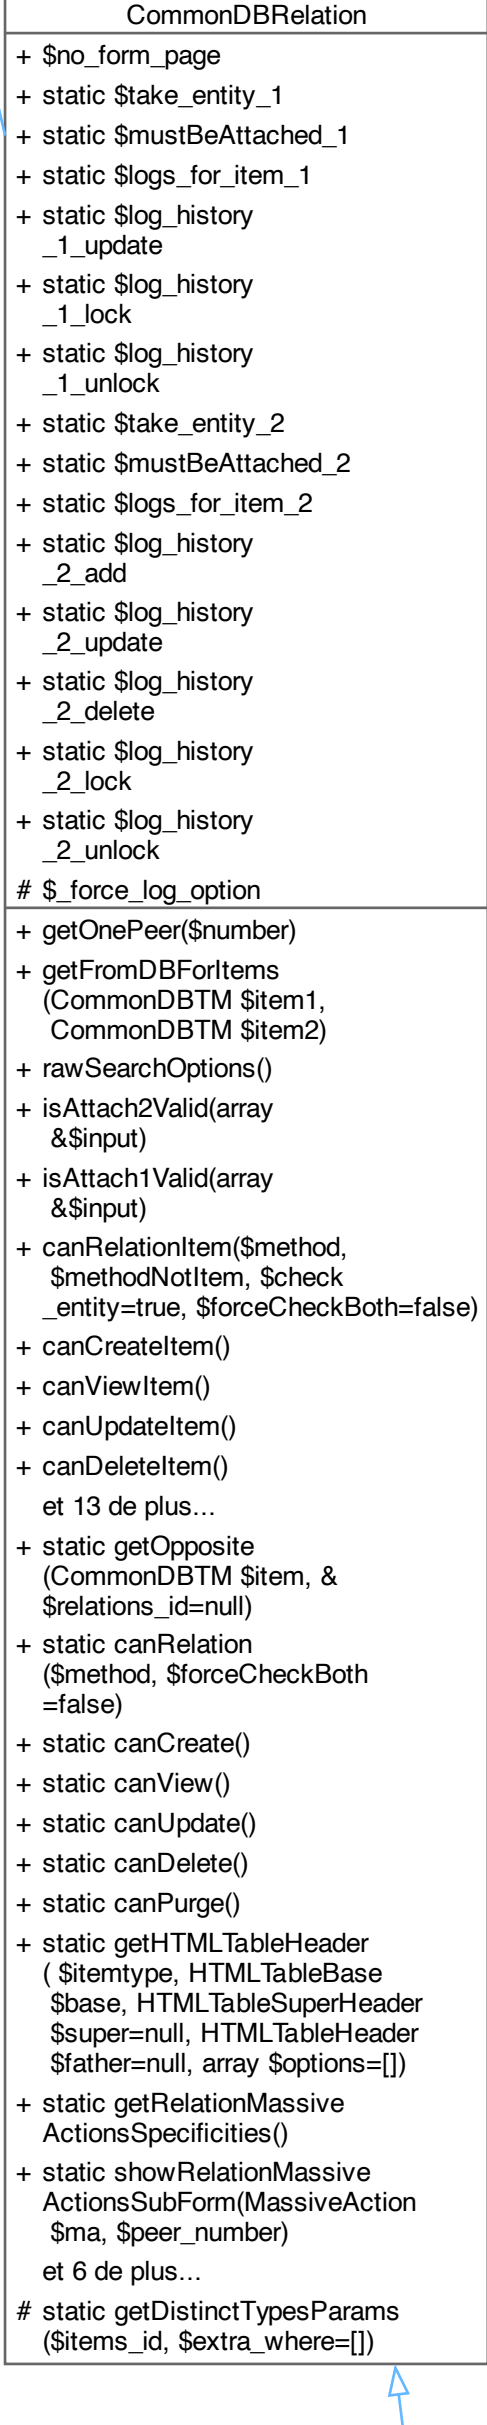 CommonDBRelation
+ $no_form_page
+ static $take_entity_1
+ static $mustBeAttached_1
+ static $logs_for_item_1
+ static $log_history
_1_update
+ static $log_history
_1_lock
+ static $log_history
_1_unlock
+ static $take_entity_2
+ static $mustBeAttached_2
+ static $logs_for_item_2
+ static $log_history
_2_add
+ static $log_history
_2_update
+ static $log_history
_2_delete
+ static $log_history
_2_lock
+ static $log_history
_2_unlock
# $_force_log_option
+ getOnePeer($number)
+ getFromDBForItems
(CommonDBTM $item1,
CommonDBTM $item2)
+ rawSearchOptions()
+ isAttach2Valid(array
&$input)
+ isAttach1Valid(array
&$input)
+ canRelationItem($method,
$methodNotItem, $check
_entity=true, $forceCheckBoth=false)
+ canCreateItem()
+ canViewItem()
+ canUpdateItem()
+ canDeleteItem()
et 13 de plus...
+ static getOpposite
(CommonDBTM $item, &
$relations_id=null)
+ static canRelation
($method, $forceCheckBoth
=false)
+ static canCreate()
+ static canView()
+ static canUpdate()
+ static canDelete()
+ static canPurge()
+ static getHTMLTableHeader
( $itemtype, HTMLTableBase
$base, HTMLTableSuperHeader
$super=null, HTMLTableHeader
$father=null, array $options=[])
+ static getRelationMassive
ActionsSpecificities()
+ static showRelationMassive
ActionsSubForm(MassiveAction
$ma, $peer_number)
et 6 de plus...
# static getDistinctTypesParams
($items_id, $extra_where=[])